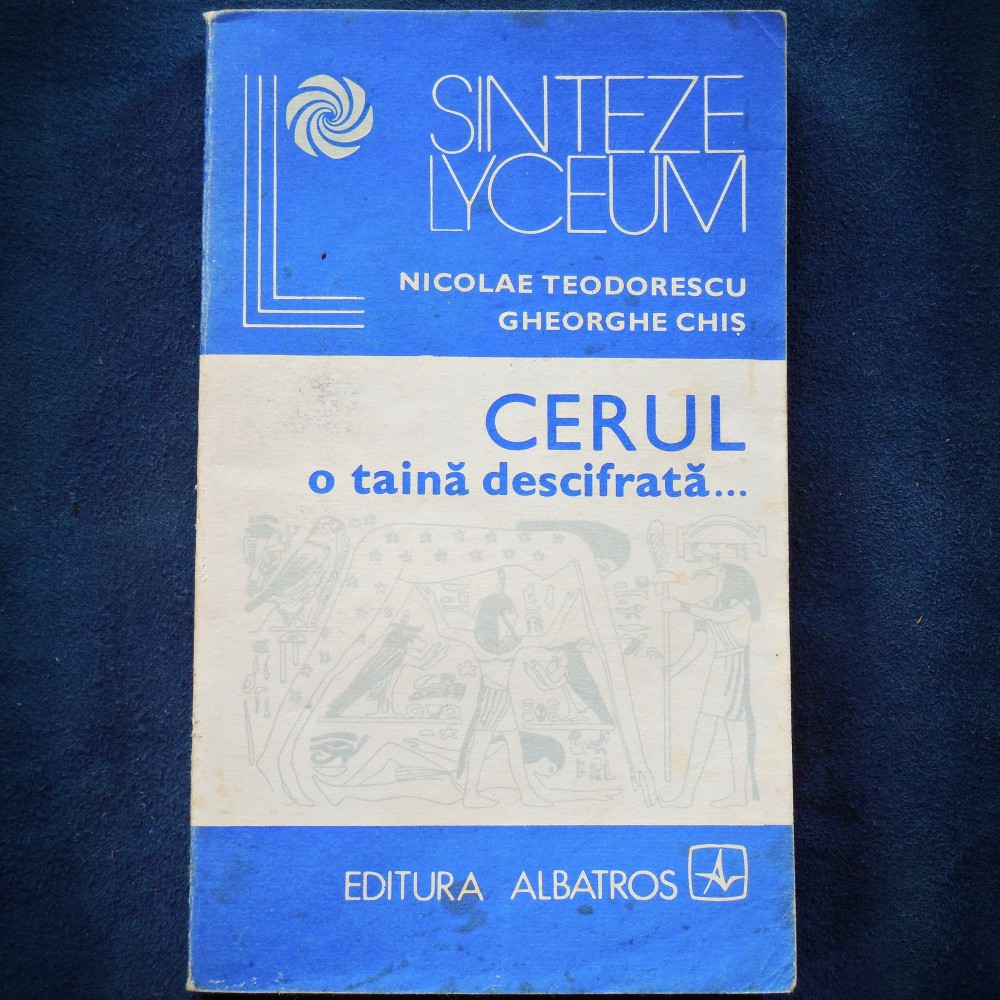 SINTEZE
LYCEUM
NICOLAE TEODORESCU
GHEORGHE CHIȘ
CERUL
o taină descifrată...
EDITURA ALBATROS